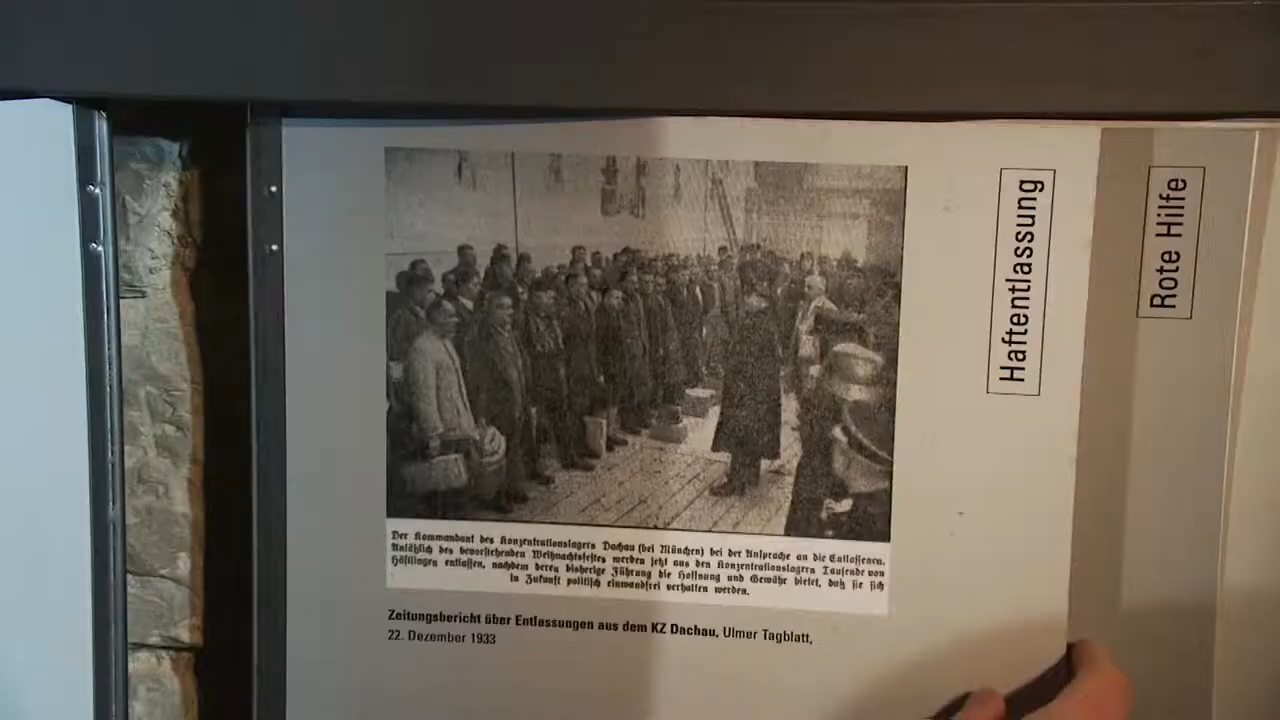 Der Kommandant des Konzentrationslagers Dachau (bei München) bei der Ansprache an die Entlassenen.
Anläßlich des bevorstehenden Weihnachtsfestes werden jetzt aus den Konzentrationslagern Tausende von
Häftlingen entlassen, nachdem deren bisherige Führung die Hoffnung und Gewähr bietet, daß sie sich
in Zukunft politisch einwandfrei verhalten werden.
Zeitungsbericht über Entlassungen aus dem KZ Dachau, Ulmer Tagblatt,
22. Dezember 1933
Haftentlassung
Rote Hilfe